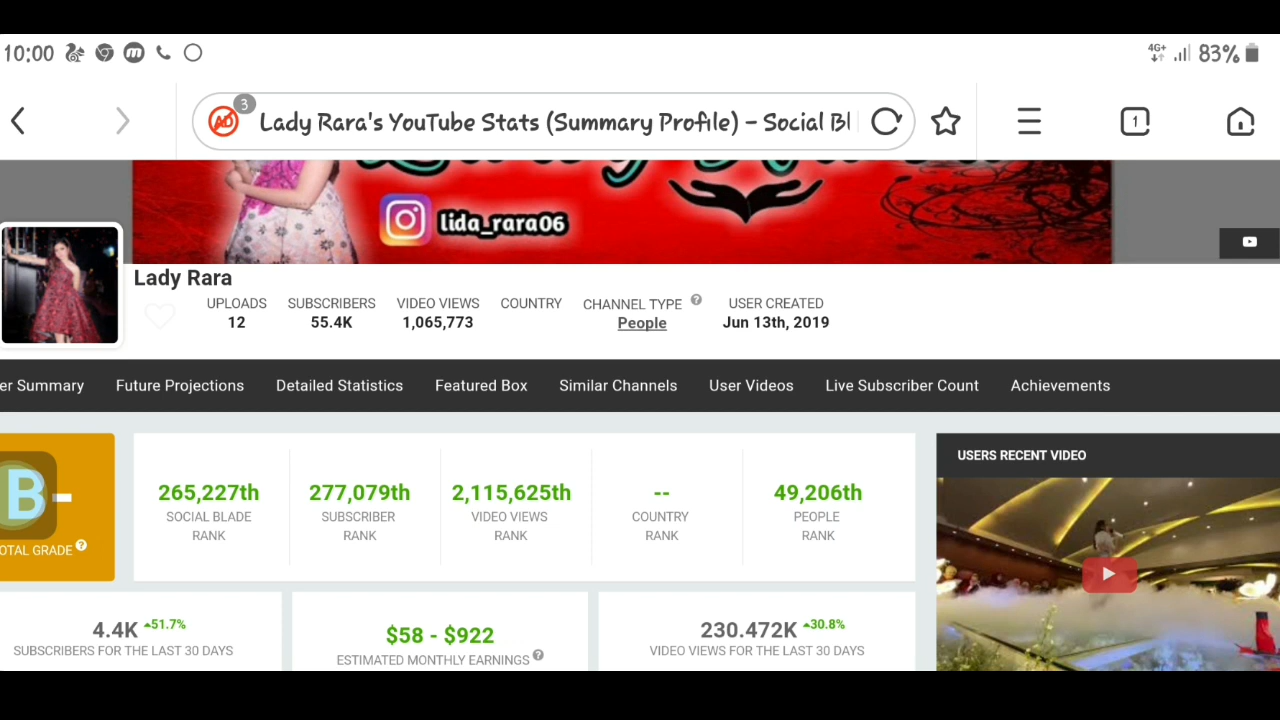 10:00
4G+
83%
3
AD
Lady Rara's YouTube Stats (Summary Profile) – Social Bl
1
lida_rara06
Lady Rara
UPLOADS SUBSCRIBERS VIDEO VIEWS COUNTRY CHANNEL TYPE ? USER CREATED
12 55.4K 1,065,773 People Jun 13th, 2019
er Summary Future Projections Detailed Statistics Featured Box Similar Channels User Videos Live Subscriber Count Achievements
B-
OTAL GRADE ?
265,227th 277,079th 2,115,625th -- 49,206th
SOCIAL BLADE SUBSCRIBER VIDEO VIEWS COUNTRY PEOPLE
RANK RANK RANK RANK RANK
USERS RECENT VIDEO
4.4K 51.7%
SUBSCRIBERS FOR THE LAST 30 DAYS
$58 - $922
ESTIMATED MONTHLY EARNINGS ?
230.472K 30.8%
VIDEO VIEWS FOR THE LAST 30 DAYS